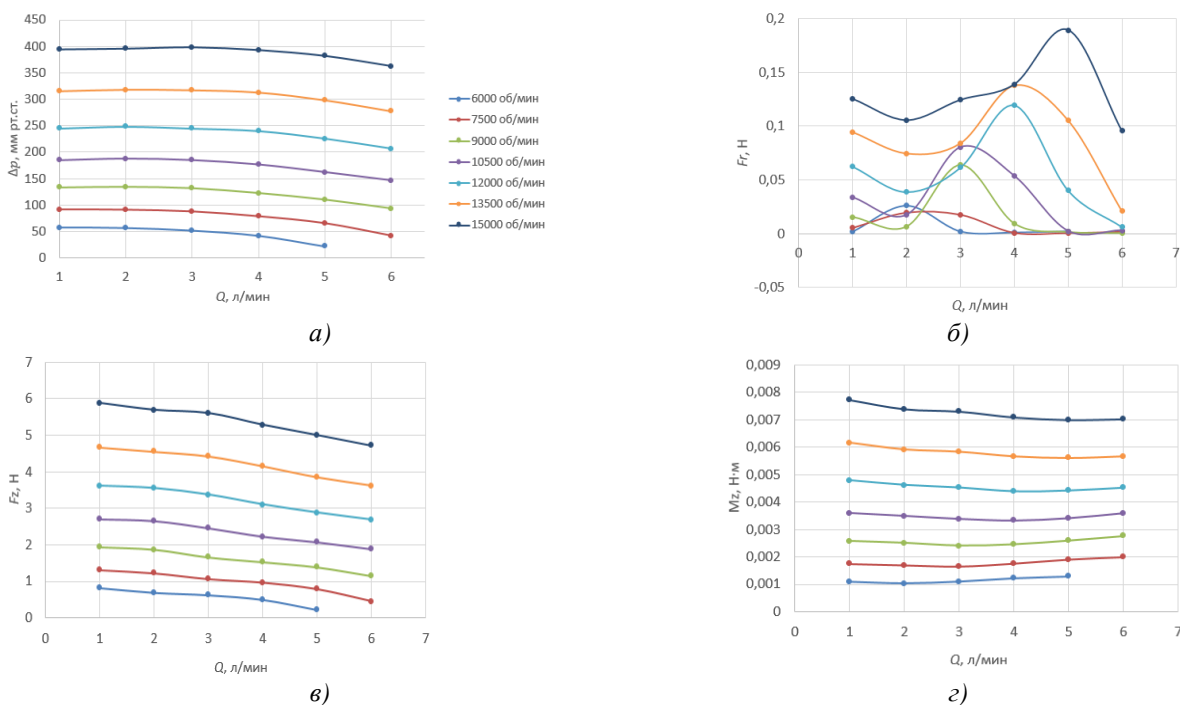 450
400
350
300
250
200
150
100
50
0
Δp, мм рт.ст.
1 2 3 4 5 6
Q, л/мин
а)
6000 об/мин
7500 об/мин
9000 об/мин
10500 об/мин
12000 об/мин
13500 об/мин
15000 об/мин
0,2
0,15
0,1
0,05
0
-0,05
Fr, Н
0 1 2 3 4 5 6 7
Q, л/мин
б)
7
6
5
4
3
2
1
0
Fz, Н
0 1 2 3 4 5 6 7
Q, л/мин
в)
0,009
0,008
0,007
0,006
0,005
0,004
0,003
0,002
0,001
0
Mz, Н·м
0 1 2 3 4 5 6 7
Q, л/мин
г)